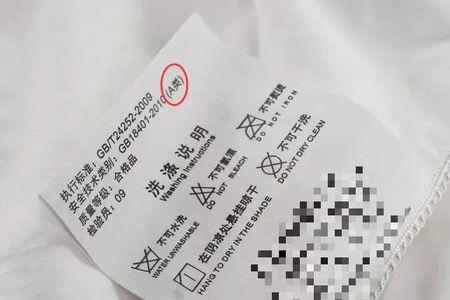 执行标准：GB/T24252-2009
安全技术类别：GB18401-2010 (A类)
质量等级：合格品
检验员：09
洗涤说明
Washing Instructions
不可熨烫
DO NOT IRON
不可氯漂
DO NOT BLEACH
不可干洗
DO NOT DRY CLEAN
不可水洗
WATER UNWASHABLE
在阴凉处悬挂晾干
HANG TO DRY IN THE SHADE